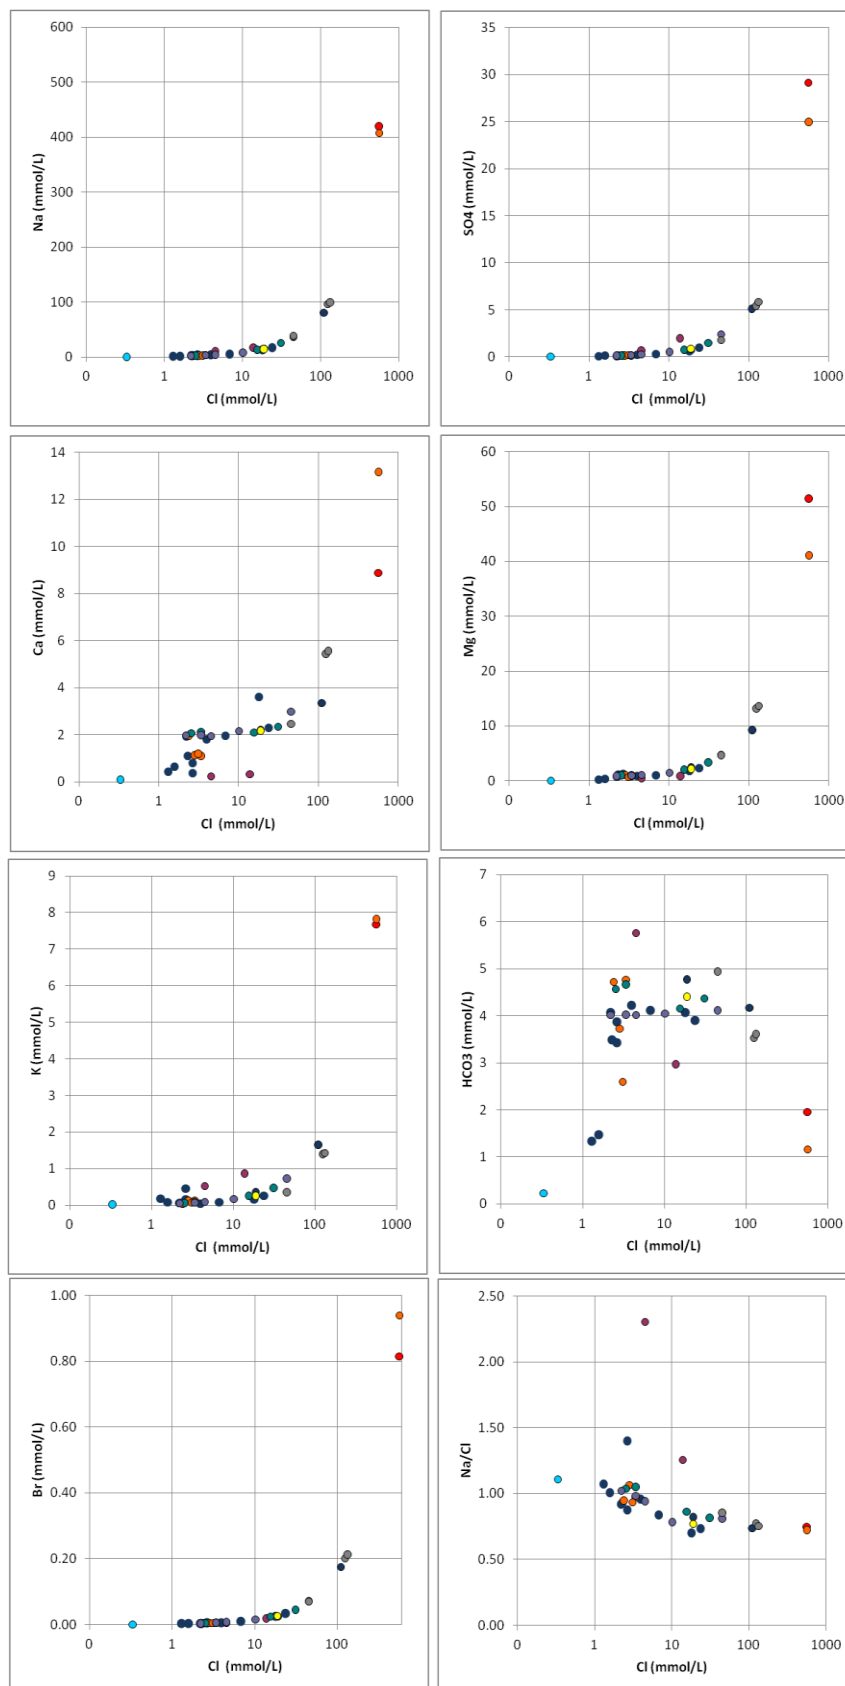 600
500
400
300
200
100
0
Na (mmol/L)
0 1 10 100 1000
Cl (mmol/L)
35
30
25
20
15
10
5
0
SO4 (mmol/L)
0 1 10 100 1000
Cl (mmol/L)
14
12
10
8
6
4
2
0
Ca (mmol/L)
0 1 10 100 1000
Cl (mmol/L)
60
50
40
30
20
10
0
Mg (mmol/L)
0 1 10 100 1000
Cl (mmol/L)
9
8
7
6
5
4
3
2
1
0
K (mmol/L)
0 1 10 100 1000
Cl (mmol/L)
7
6
5
4
3
2
1
0
HCO3 (mmol/L)
0 1 10 100 1000
Cl (mmol/L)
1.00
0.80
0.60
0.40
0.20
0.00
Br (mmol/L)
0 1 10 100
Cl (mmol/L)
2.50
2.00
1.50
1.00
0.50
0.00
Na/Cl
0 1 10 100 1000
Cl (mmol/L)